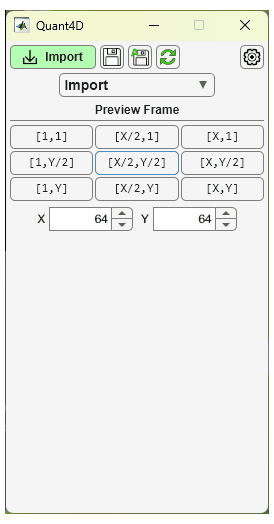 Quant4D
Import
Import
Preview Frame
[1,1] [X/2,1] [X,1]
[1,Y/2] [X/2,Y/2] [X,Y/2]
[1,Y] [X/2,Y] [X,Y]
X 64 Y 64